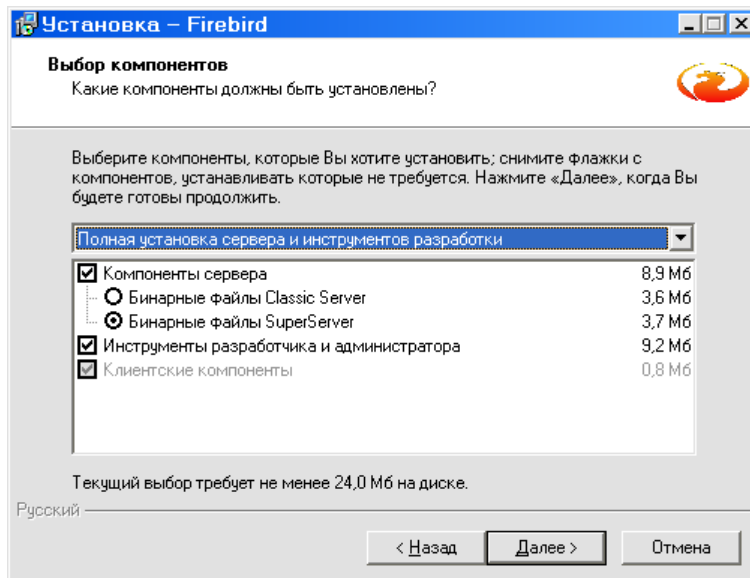 Установка – Firebird
Выбор компонентов
Какие компоненты должны быть установлены?
Выберите компоненты, которые Вы хотите установить; снимите флажки с
компонентов, устанавливать которые не требуется. Нажмите «Далее», когда Вы
будете готовы продолжить.
Полная установка сервера и инструментов разработки
Компоненты сервера 8,9 Мб
Бинарные файлы Classic Server 3,6 Мб
Бинарные файлы SuperServer 3,7 Мб
Инструменты разработчика и администратора 9,2 Мб
Клиентские компоненты 0,8 Мб
Текущий выбор требует не менее 24,0 Мб на диске.
Русский
< Назад Далее > Отмена